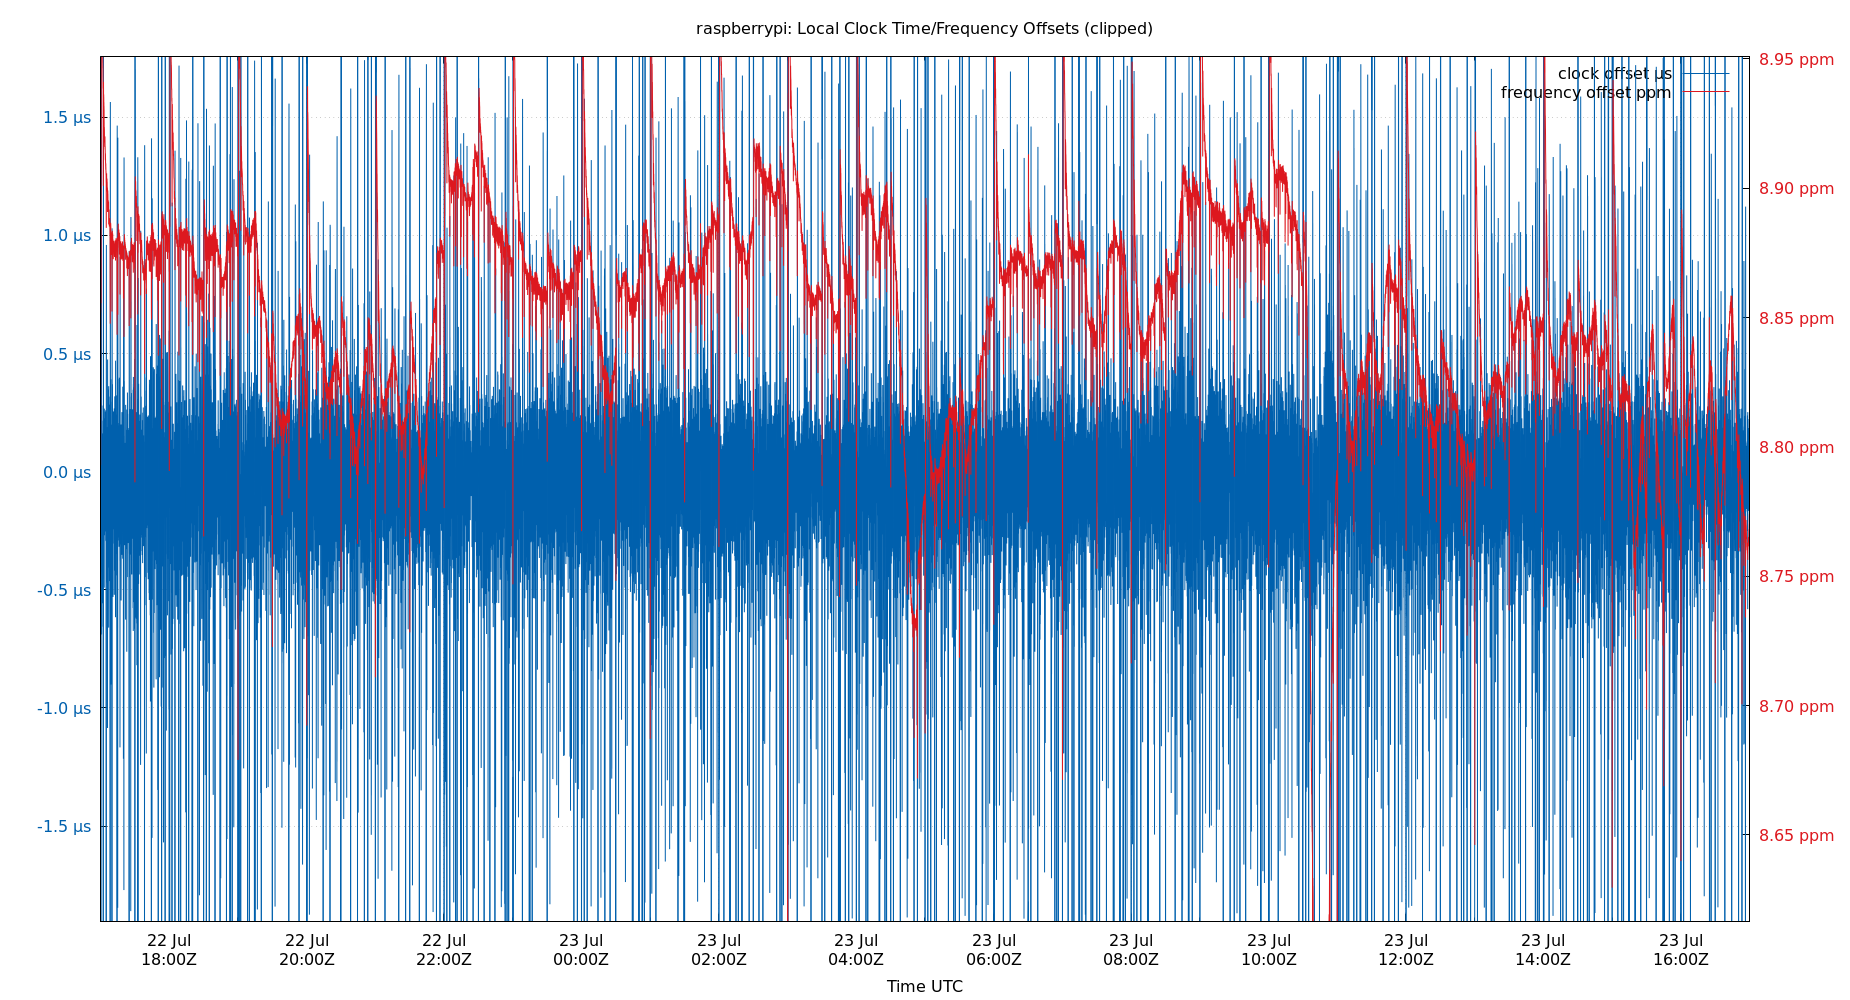 raspberrypi: Local Clock Time/Frequency Offsets (clipped)
clock offset µs
frequency offset ppm
1.5 µs
1.0 µs
0.5 µs
0.0 µs
-0.5 µs
-1.0 µs
-1.5 µs
8.95 ppm
8.90 ppm
8.85 ppm
8.80 ppm
8.75 ppm
8.70 ppm
8.65 ppm
22 Jul
18:00Z
22 Jul
20:00Z
22 Jul
22:00Z
23 Jul
00:00Z
23 Jul
02:00Z
23 Jul
04:00Z
23 Jul
06:00Z
23 Jul
08:00Z
23 Jul
10:00Z
23 Jul
12:00Z
23 Jul
14:00Z
23 Jul
16:00Z
Time UTC